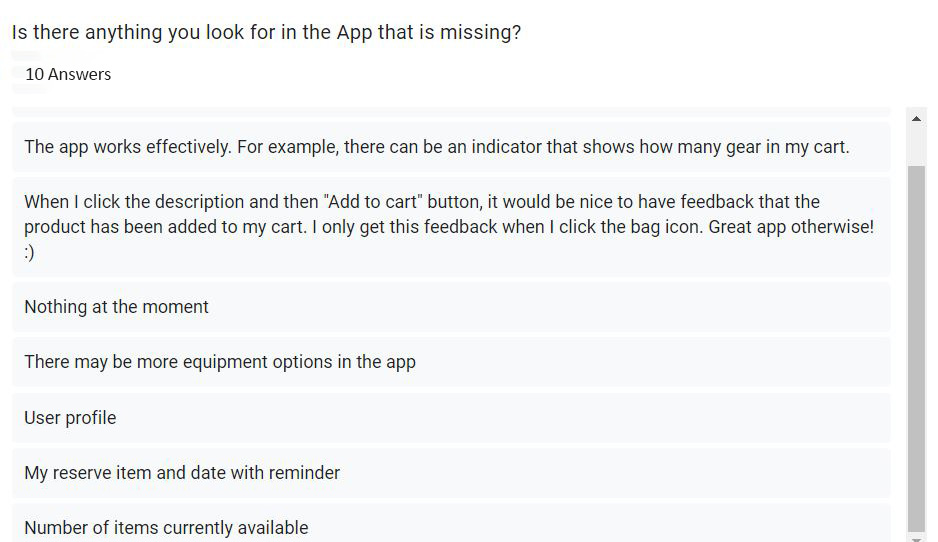 Is there anything you look for in the App that is missing?
10 Answers
The app works effectively. For example, there can be an indicator that shows how many gear in my cart.
When I click the description and then "Add to cart" button, it would be nice to have feedback that the
product has been added to my cart. I only get this feedback when I click the bag icon. Great app otherwise!
:)
Nothing at the moment
There may be more equipment options in the app
User profile
My reserve item and date with reminder
Number of items currently available